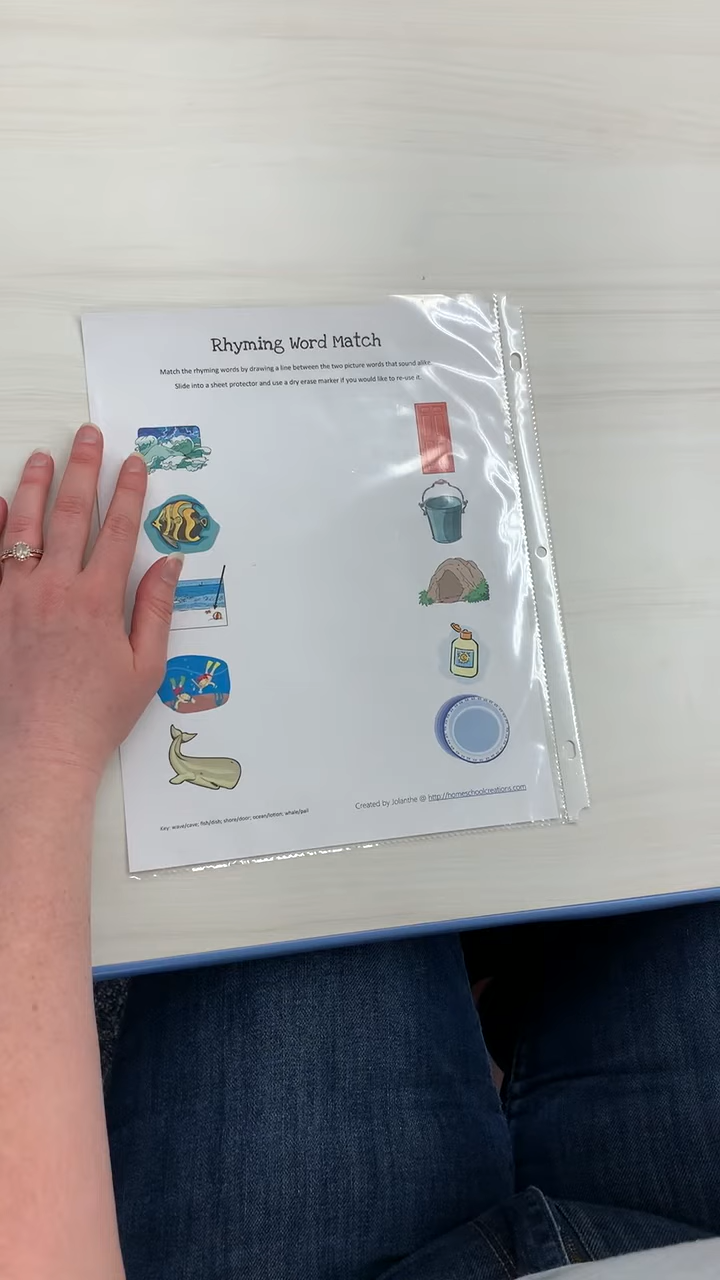 Rhyming Word Match
Match the rhyming words by drawing a line between the two picture words that sound alike.
Slide into a sheet protector and use a dry erase marker if you would like to re-use it.
Created by Jolanthe @ http://homeschoolcreations.com
Key: wave/cave; fish/dish; shore/door; ocean/lotion; whale/pail